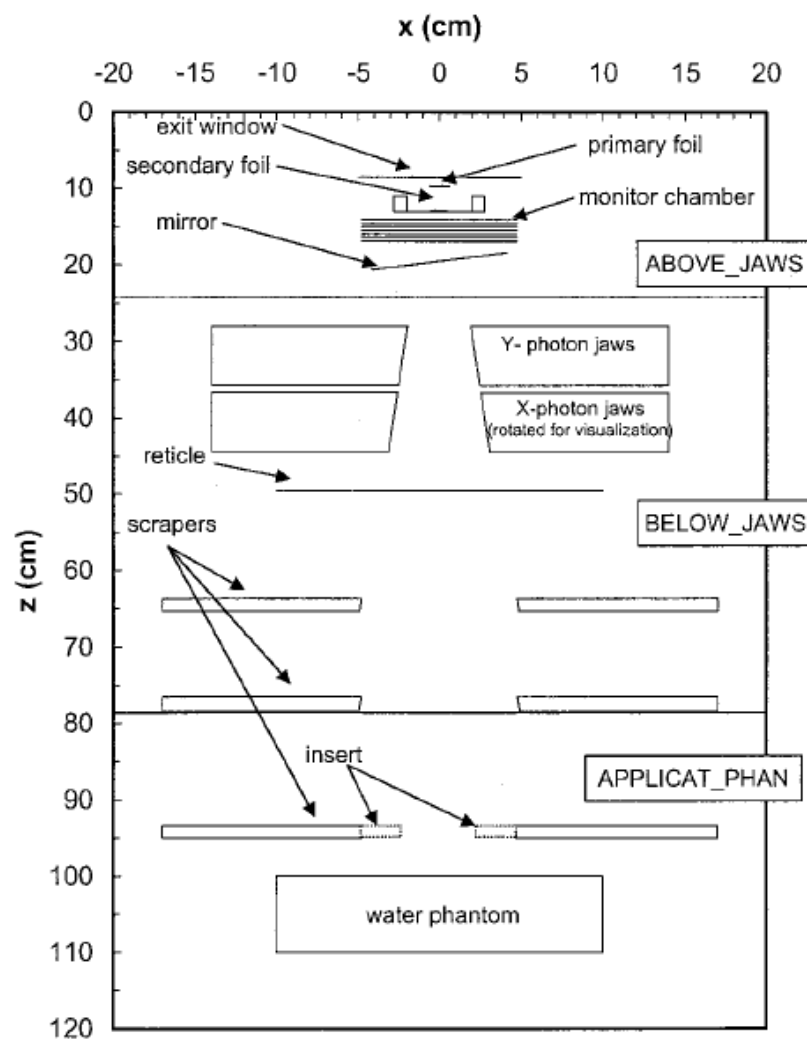 x (cm)
-20 -15 -10 -5 0 5 10 15 20
0
exit window
primary foil
secondary foil
10
monitor chamber
mirror
20
ABOVE_JAWS
30
Y- photon jaws
40
X-photon jaws
(rotated for visualization)
reticle
50
BELOW_JAWS
scrapers
z (cm)
60
70
80
insert
APPLICAT_PHAN
90
100
water phantom
110
120